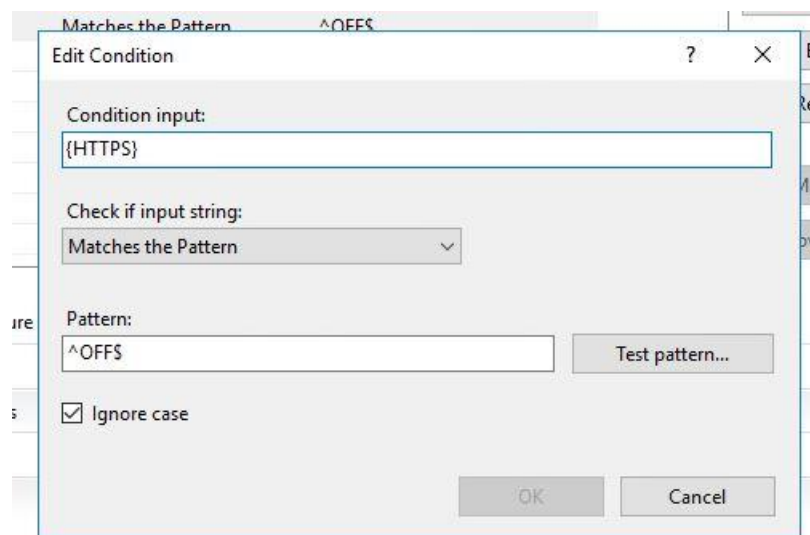 Matches the Pattern ^OFF$
Edit Condition ?
Condition input:
{HTTPS}
Check if input string:
Matches the Pattern
Pattern:
^OFF$
Test pattern...
Ignore case
OK Cancel